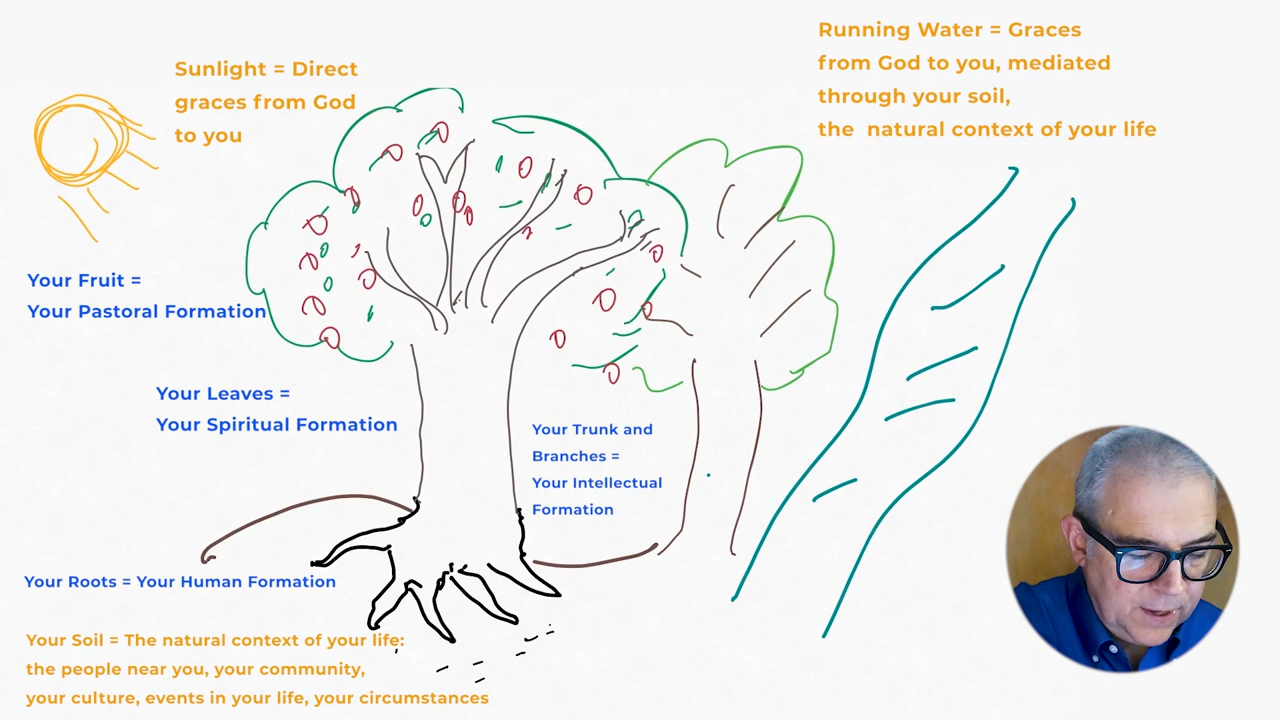 Sunlight = Direct
graces from God
to you
Running Water = Graces
from God to you, mediated
through your soil,
the natural context of your life
Your Fruit =
Your Pastoral Formation
Your Leaves =
Your Spiritual Formation
Your Trunk and
Branches =
Your Intellectual
Formation
Your Roots = Your Human Formation
Your Soil = The natural context of your life:
the people near you, your community,
your culture, events in your life, your circumstances